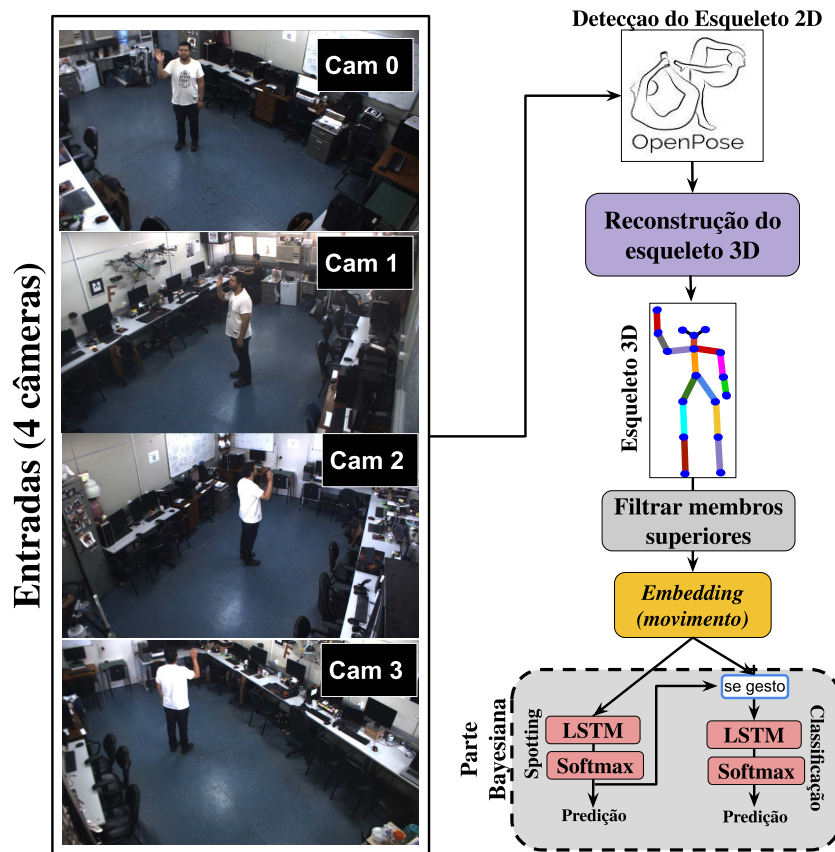 Entradas (4 câmeras)
Cam 0
Cam 1
Cam 2
Cam 3
Detecçao do Esqueleto 2D
OpenPose
Reconstrução do
esqueleto 3D
Esqueleto 3D
Filtrar membros
superiores
Embedding
(movimento)
Parte
Bayesiana
Spotting
LSTM
Softmax
Predição
se gesto
LSTM
Softmax
Predição
Classificação